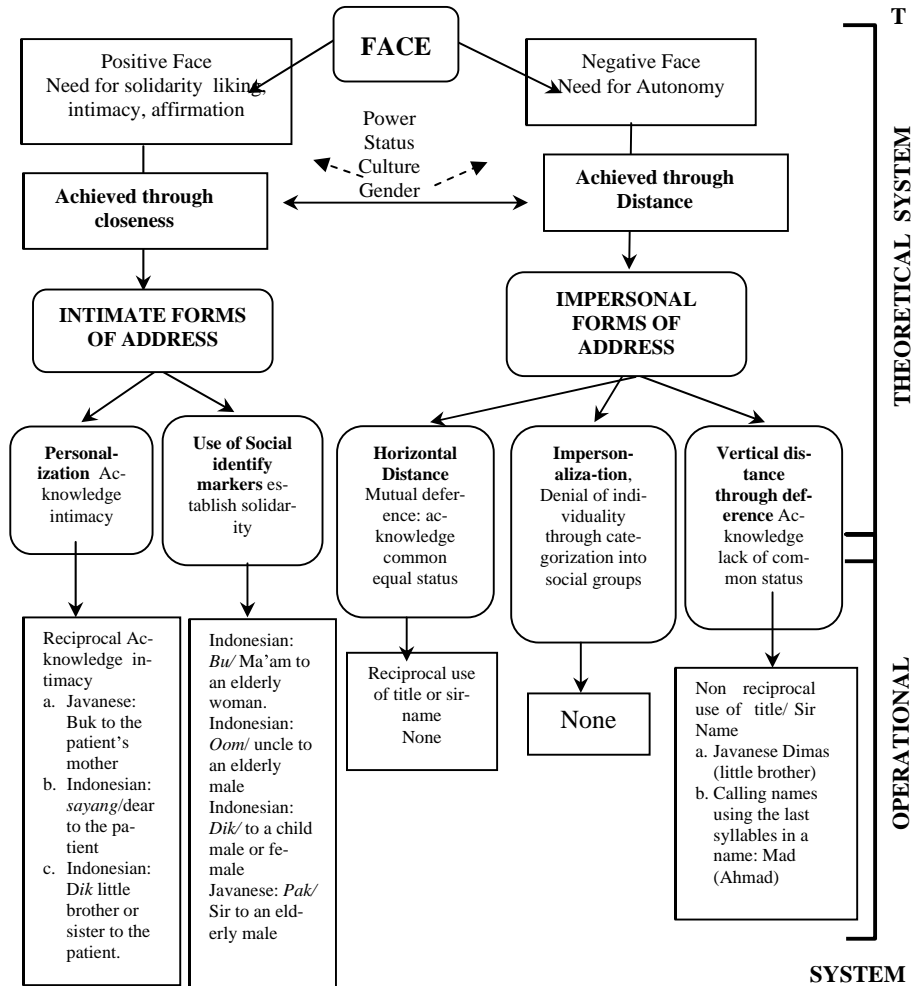 T
FACE
Positive Face
Need for solidarity liking,
intimacy, affirmation
Negative Face
Need for Autonomy
Power
Status
Culture
Gender
Achieved through
closeness
Achieved through
Distance
INTIMATE FORMS
OF ADDRESS
IMPERSONAL
FORMS OF
ADDRESS
THEORETICAL SYSTEM
Personal-
ization Ac-
knowledge
intimacy
Use of Social
identify
markers es-
tablish solidar-
ity
Horizontal
Distance
Mutual defer-
ence: ac-
knowledge
common
equal status
Imperson-
aliza-tion,
Denial of indi-
viduality
through cate-
gorization into
social groups
Vertical dis-
tance
through def-
erence Ac-
knowledge
lack of com-
mon status
Reciprocal Ac-
knowledge in-
timacy
a. Javanese:
Buk to the
patient's
mother
b. Indonesian:
sayang/dear
to the pa-
tient
c. Indonesian:
Dik little
brother or
sister to the
patient.
Indonesian:
Bu/ Ma'am to
an elderly
woman.
Indonesian:
Oom/ uncle to
an elderly
male
Indonesian:
Dik/ to a child
male or fe-
male
Javanese: Pak/
Sir to an eld-
erly male
Reciprocal use
of title or sir-
name
None
None
Non reciprocal
use of title/ Sir
Name
a. Javanese Dimas
(little brother)
b. Calling names
using the last
syllables in a
name: Mad
(Ahmad)
OPERATIONAL
SYSTEM